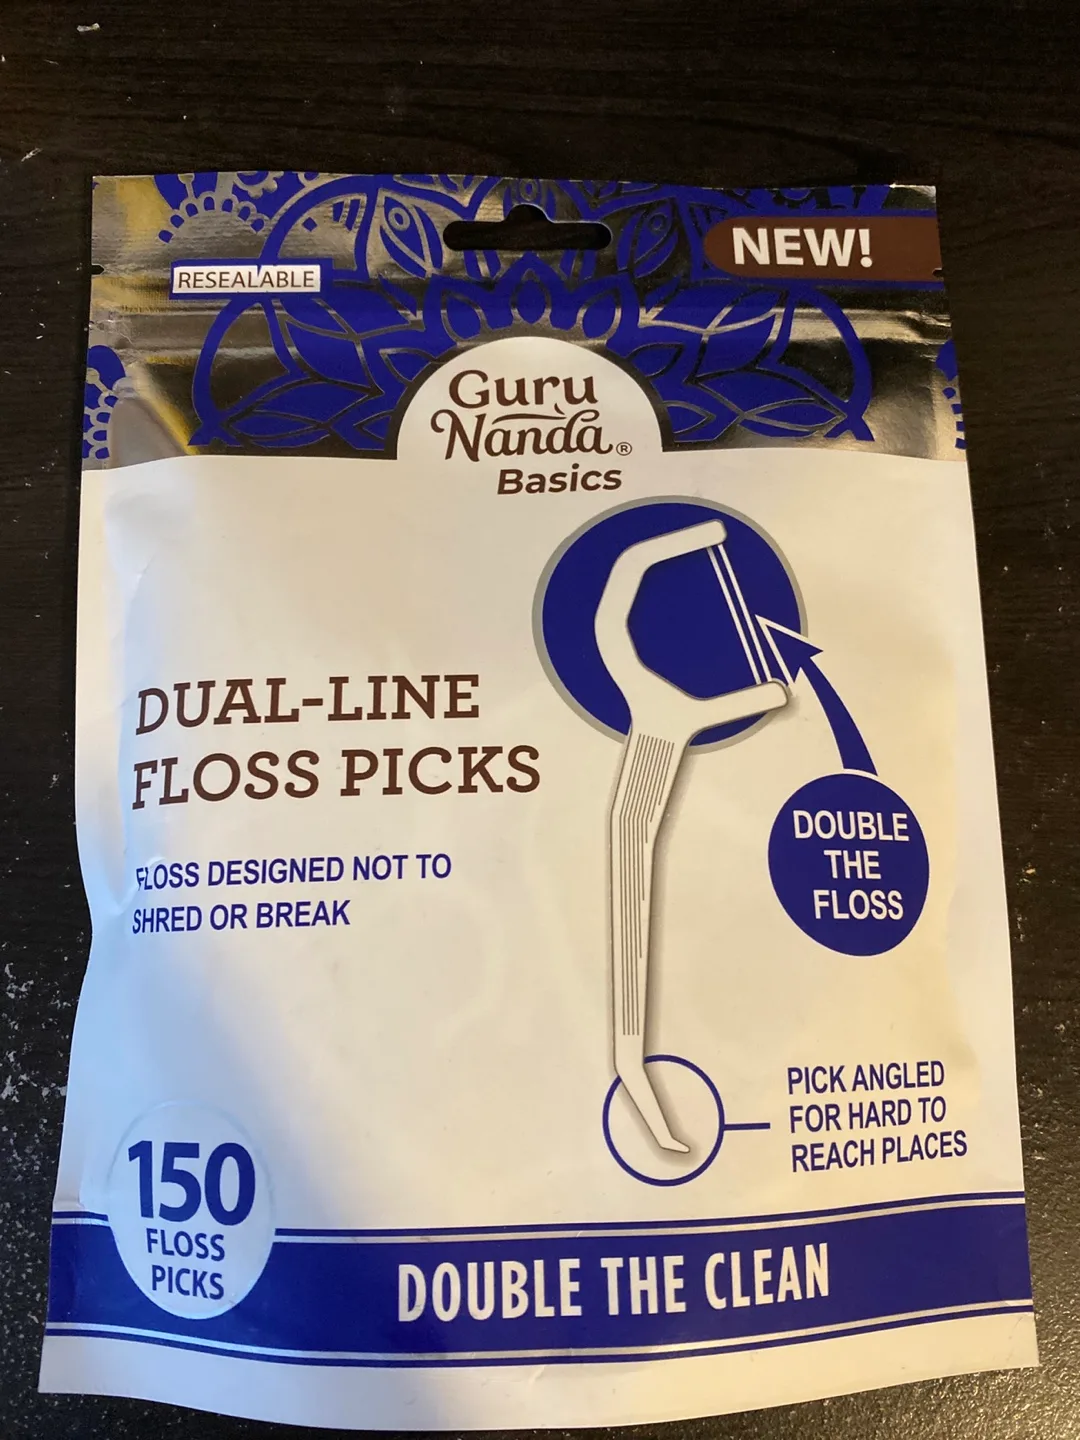 RESEALABLE
NEW!
Guru
Nanda®
Basics
DUAL-LINE
FLOSS PICKS
FLOSS DESIGNED NOT TO
SHRED OR BREAK
DOUBLE
THE
FLOSS
PICK ANGLED
FOR HARD TO
REACH PLACES
150
FLOSS
PICKS
DOUBLE THE CLEAN